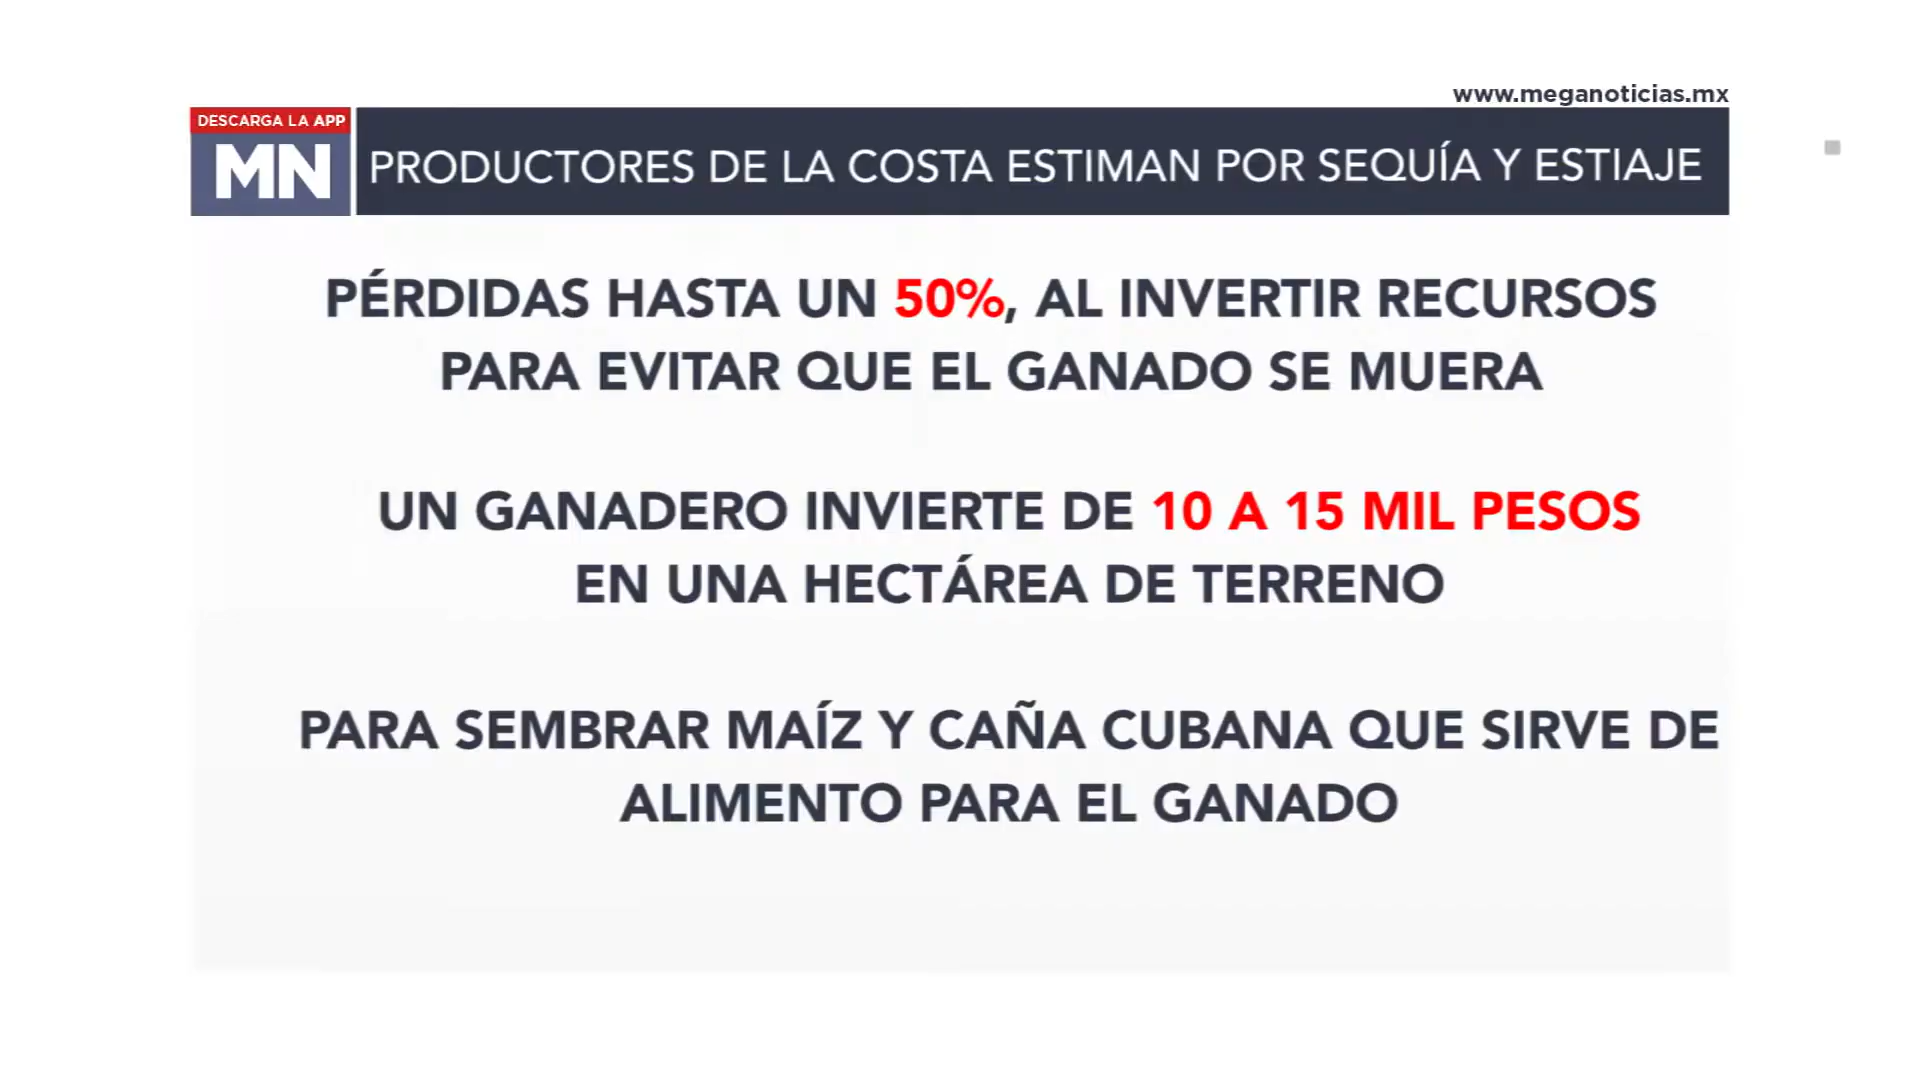 www.meganoticias.mx
DESCARGA LA APP
MN
PRODUCTORES DE LA COSTA ESTIMAN POR SEQUÍA Y ESTIAJE
PÉRDIDAS HASTA UN 50%, AL INVERTIR RECURSOS
PARA EVITAR QUE EL GANADO SE MUERA
UN GANADERO INVIERTE DE 10 A 15 MIL PESOS
EN UNA HECTÁREA DE TERRENO
PARA SEMBRAR MAÍZ Y CAÑA CUBANA QUE SIRVE DE
ALIMENTO PARA EL GANADO